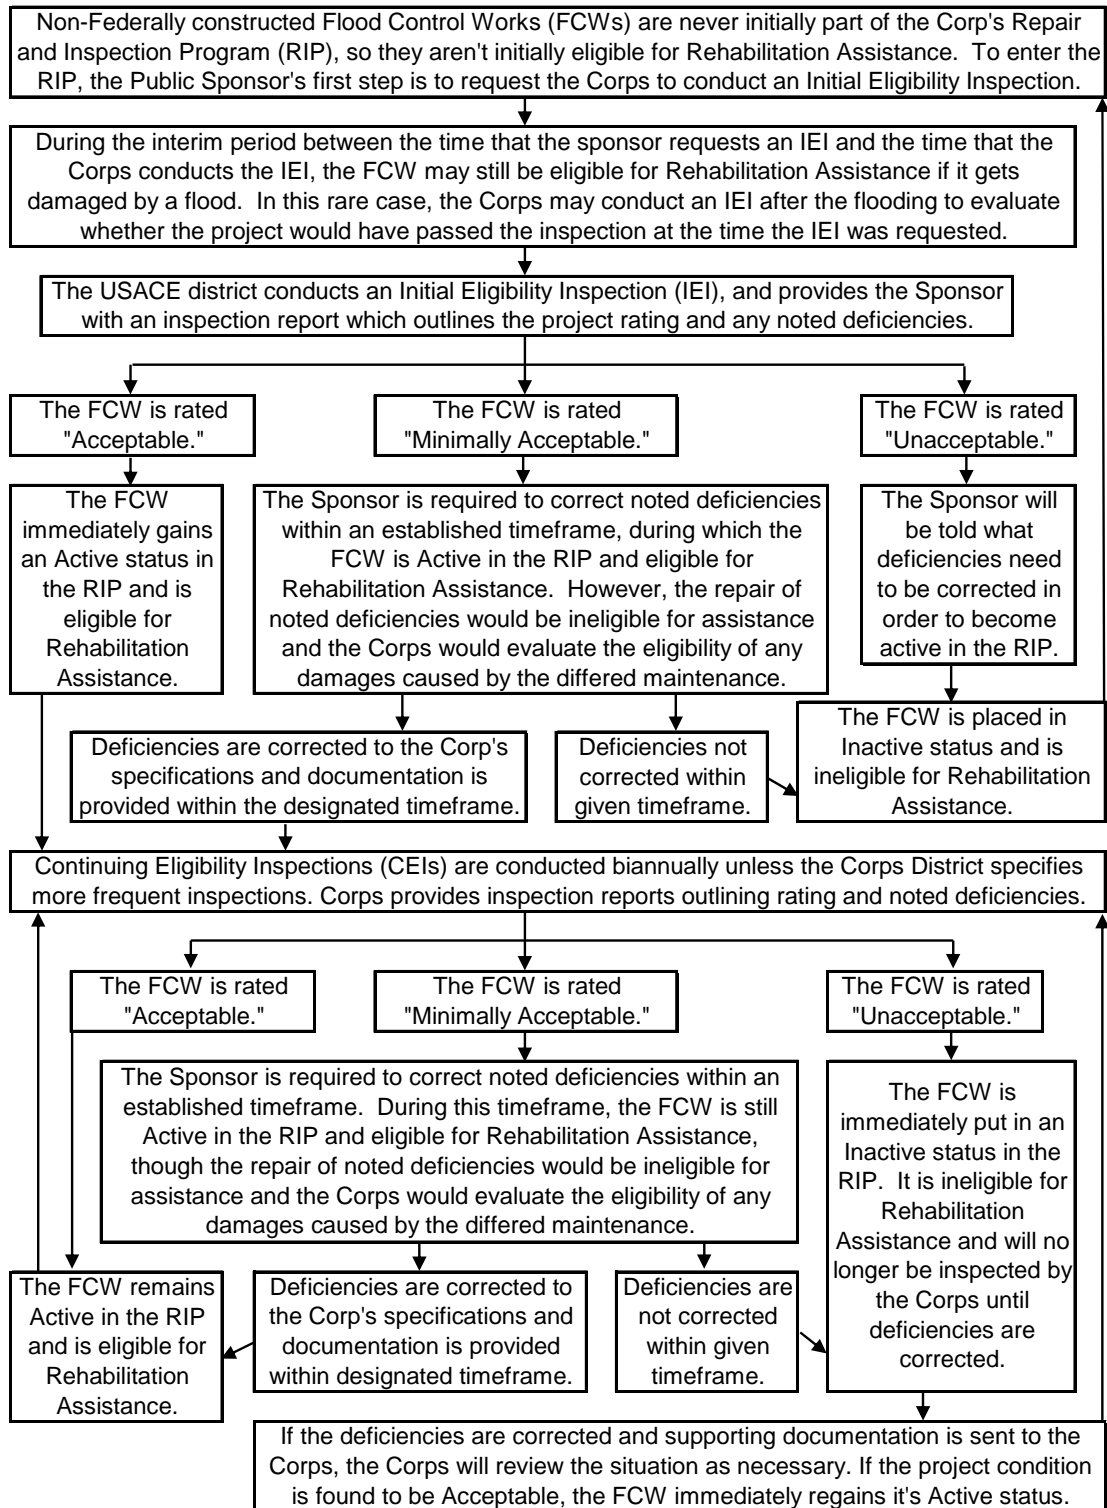 Non-Federally constructed Flood Control Works (FCWs) are never initially part of the Corp's Repair
and Inspection Program (RIP), so they aren't initially eligible for Rehabilitation Assistance. To enter the
RIP, the Public Sponsor's first step is to request the Corps to conduct an Initial Eligibility Inspection.
During the interim period between the time that the sponsor requests an IEI and the time that the
Corps conducts the IEI, the FCW may still be eligible for Rehabilitation Assistance if it gets
damaged by a flood. In this rare case, the Corps may conduct an IEI after the flooding to evaluate
whether the project would have passed the inspection at the time the IEI was requested.
The USACE district conducts an Initial Eligibility Inspection (IEI), and provides the Sponsor
with an inspection report which outlines the project rating and any noted deficiencies.
The FCW is rated
"Acceptable."
The FCW is rated
"Minimally Acceptable."
The FCW is rated
"Unacceptable."
The FCW
immediately gains
an Active status in
the RIP and is
eligible for
Rehabilitation
Assistance.
The Sponsor is required to correct noted deficiencies
within an established timeframe, during which the
FCW is Active in the RIP and eligible for
Rehabilitation Assistance. However, the repair of
noted deficiencies would be ineligible for assistance
and the Corps would evaluate the eligibility of any
damages caused by the differed maintenance.
The Sponsor will
be told what
deficiencies need
to be corrected in
order to become
active in the RIP.
Deficiencies are corrected to the Corp's
specifications and documentation is
provided within the designated timeframe.
Deficiencies not
corrected within
given timeframe.
The FCW is placed in
Inactive status and is
ineligible for Rehabilitation
Assistance.
Continuing Eligibility Inspections (CEIs) are conducted biannually unless the Corps District specifies
more frequent inspections. Corps provides inspection reports outlining rating and noted deficiencies.
The FCW is rated
"Acceptable."
The FCW is rated
"Minimally Acceptable."
The FCW is rated
"Unacceptable."
The Sponsor is required to correct noted deficiencies within an
established timeframe. During this timeframe, the FCW is still
Active in the RIP and eligible for Rehabilitation Assistance,
though the repair of noted deficiencies would be ineligible for
assistance and the Corps would evaluate the eligibility of any
damages caused by the differed maintenance.
The FCW is
immediately put in an
Inactive status in the
RIP. It is ineligible for
Rehabilitation
Assistance and will no
longer be inspected by
the Corps until
deficiencies are
corrected.
The FCW remains
Active in the RIP
and is eligible for
Rehabilitation
Assistance.
Deficiencies are corrected to
the Corp's specifications and
documentation is provided
within designated timeframe.
Deficiencies are
not corrected
within given
timeframe.
If the deficiencies are corrected and supporting documentation is sent to the
Corps, the Corps will review the situation as necessary. If the project condition
is found to be Acceptable, the FCW immediately regains it's Active status.